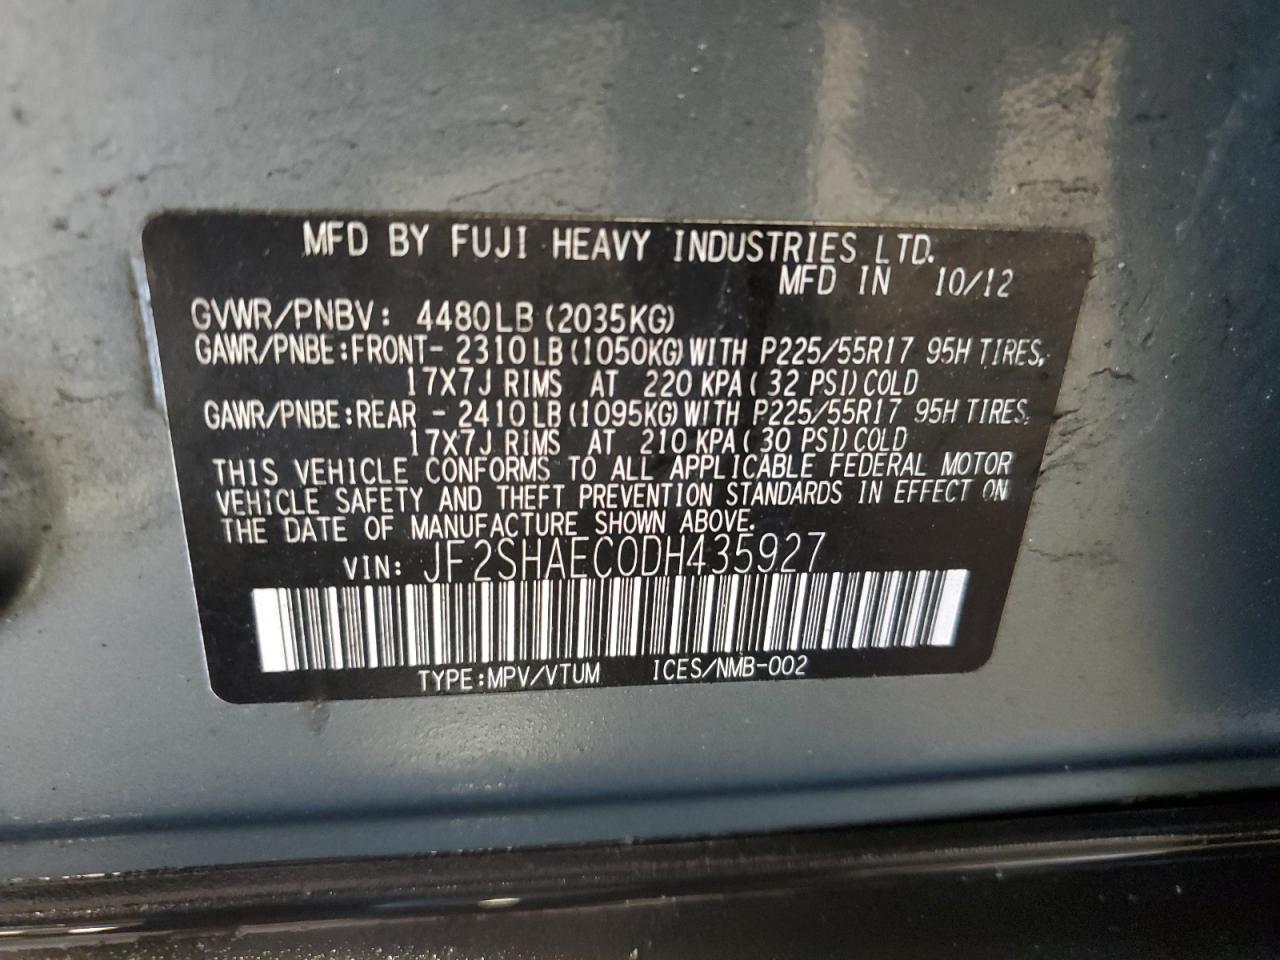 MFD BY FUJI HEAVY INDUSTRIES LTD.
MFD IN 10/12
GVWR/PNBV: 4480LB (2035KG)
GAWR/PNBE:FRONT- 2310LB(1050KG)WITH P225/55R17 95H TIRES,
17X7J RIMS AT 220 KPA( 32 PSI)COLD
GAWR/PNBE:REAR - 2410LB(1095KG)WITH P225/55R17 95H TIRES,
17X7J RIMS AT 210 KPA( 30 PSI)COLD
THIS VEHICLE CONFORMS TO ALL APPLICABLE FEDERAL MOTOR
VEHICLE SAFETY AND THEFT PREVENTION STANDARDS IN EFFECT ON
THE DATE OF MANUFACTURE SHOWN ABOVE.
VIN: JF2SHAEC0DH435927
TYPE:MPV/VTUM ICES/NMB-002